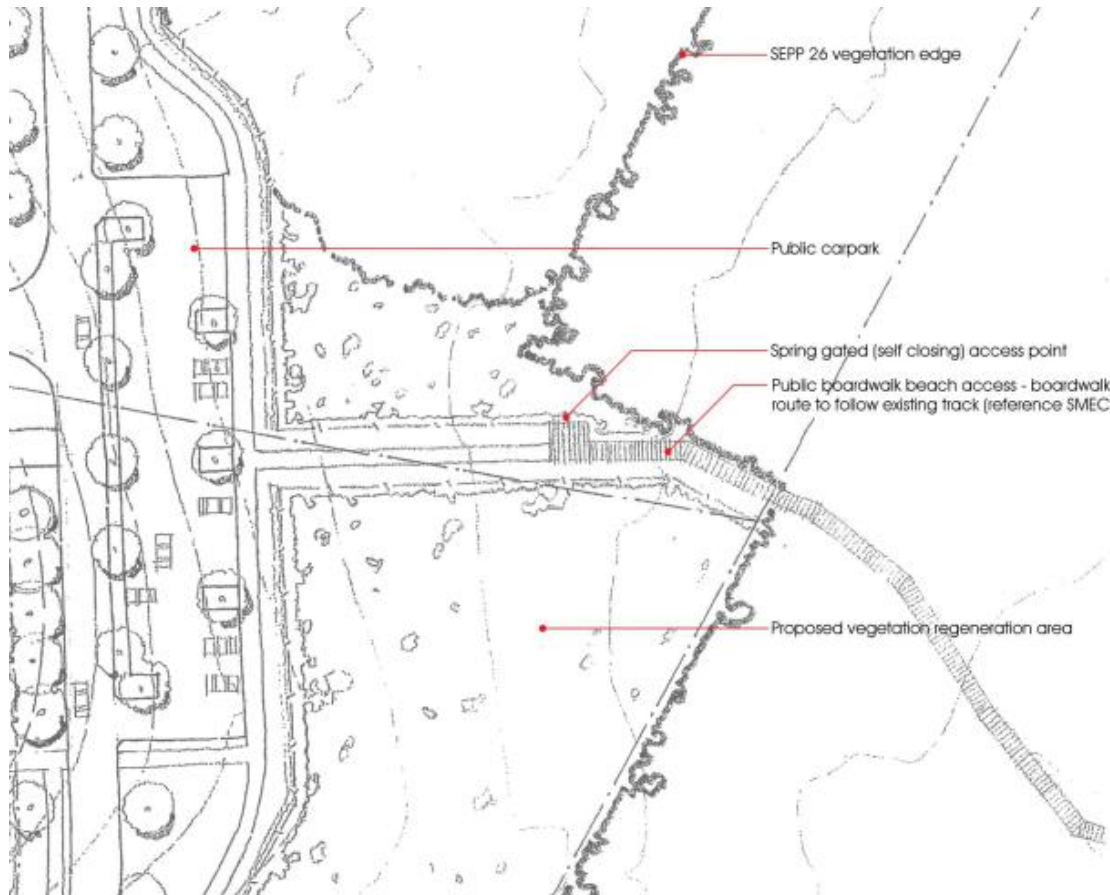 SEPP 26 vegetation edge
Public carpark
Spring gated (self closing) access point
Public boardwalk beach access - boardwalk
route to follow existing track (reference SMEC
Proposed vegetation regeneration area